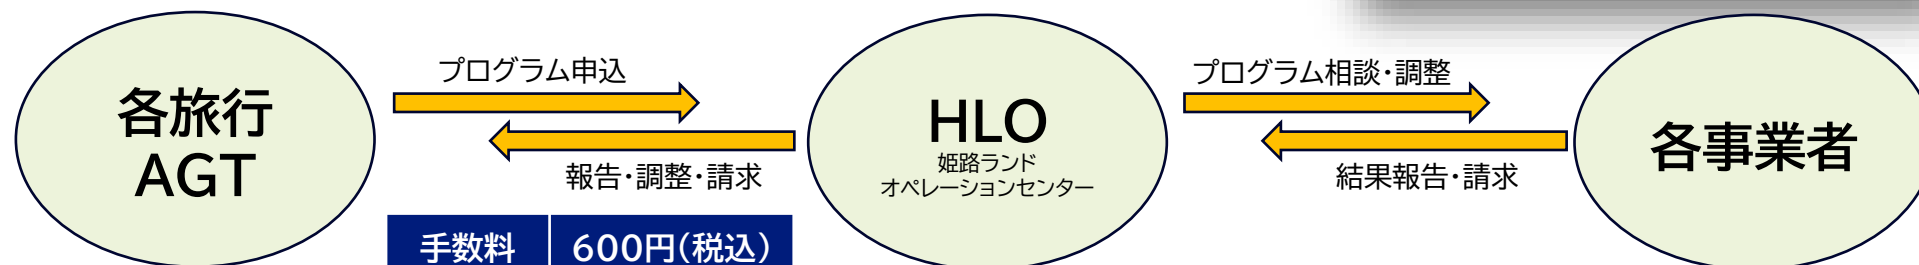 各旅行
AGT
プログラム申込
報告・調整・請求
手数料 600円(税込)
HLO
姫路ランド
オペレーションセンター
プログラム相談・調整
結果報告・請求
各事業者